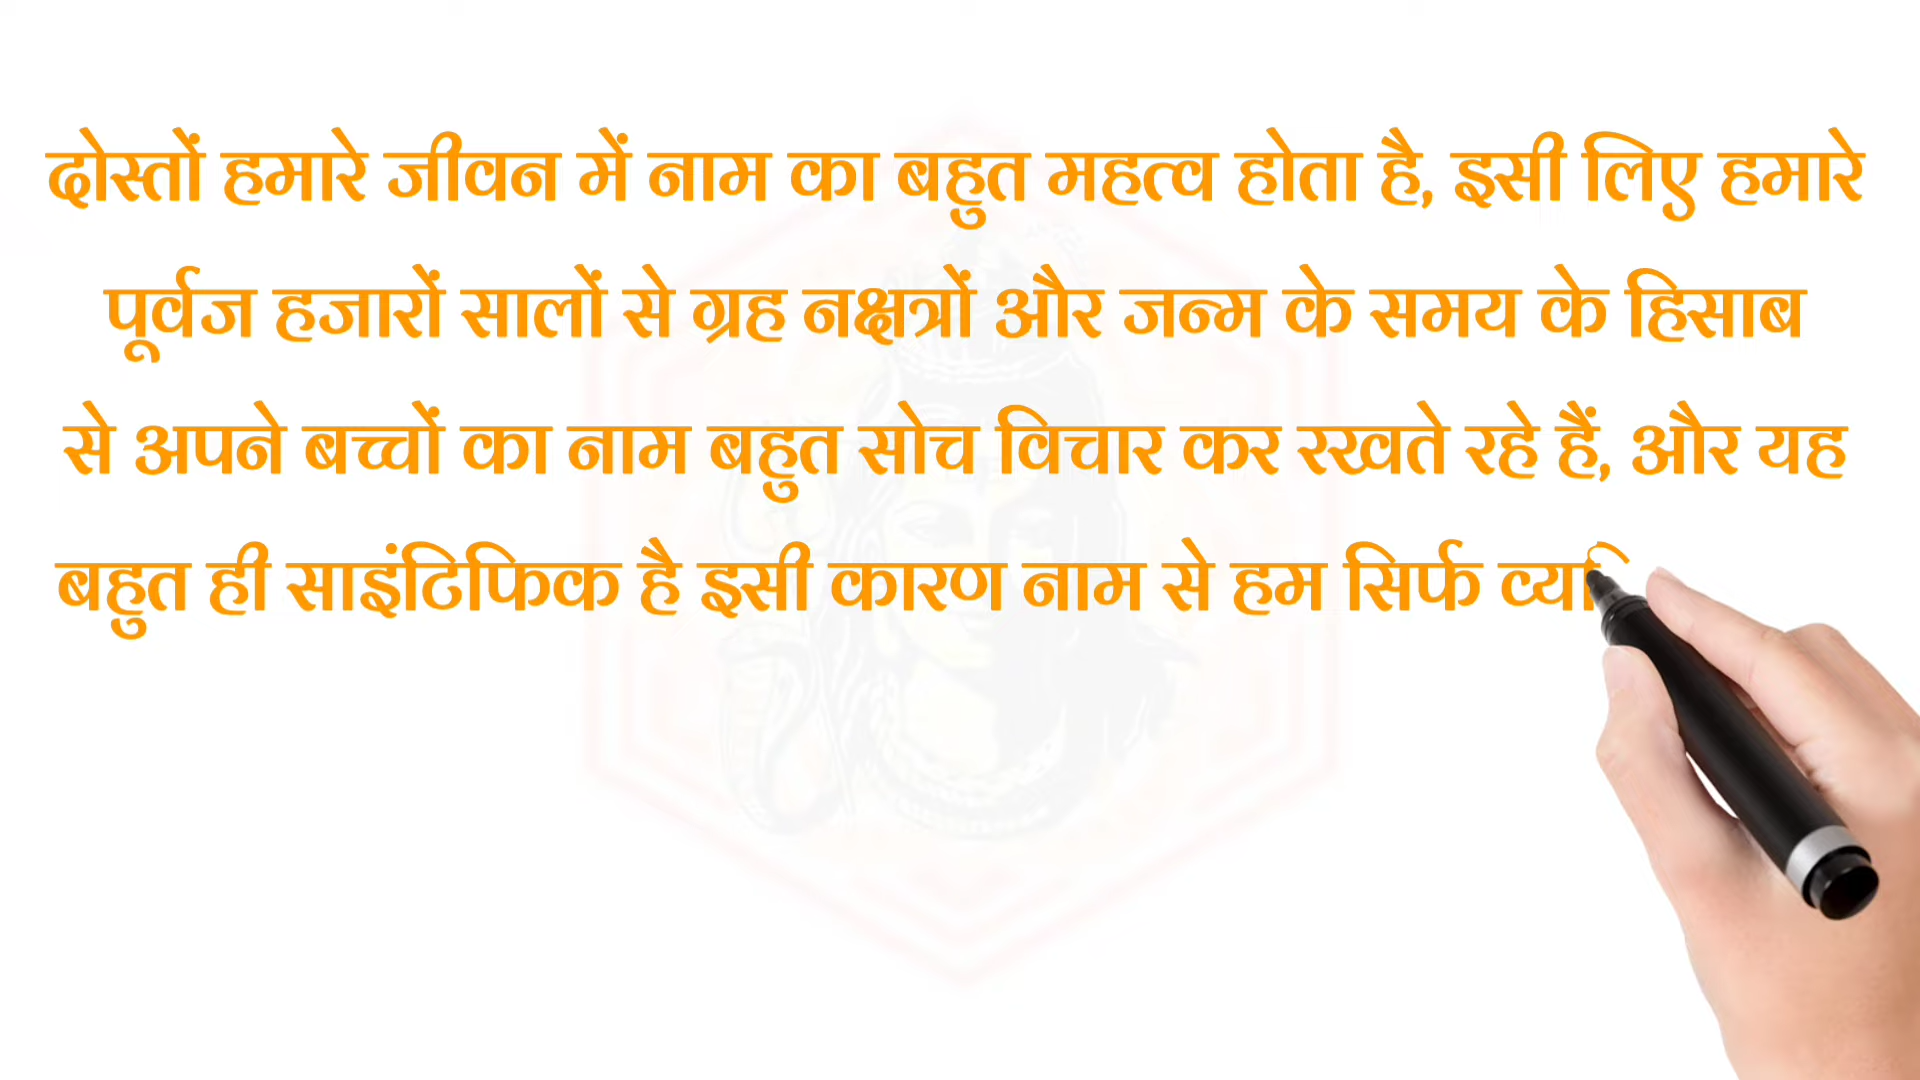 दोस्तों हमारे जीवन में नाम का बहुत महत्व होता है, इसी लिए हमारे
पूर्वज हजारों सालों से ग्रह नक्षत्रों और जन्म के समय के हिसाब
से अपने बच्चों का नाम बहुत सोच विचार कर रखते रहे हैं, और यह
बहुत ही साइंटिफिक है इसी कारण नाम से हम सिर्फ